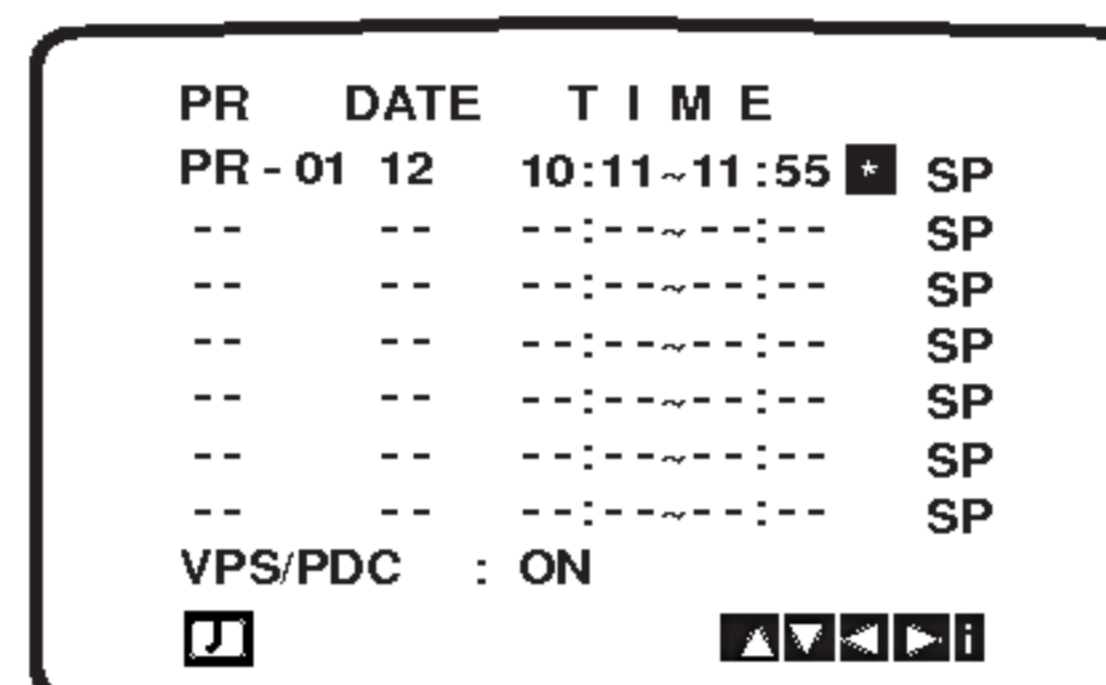 PR DATE T I M E
PR - 01 12 10:11~11:55 * SP
-- -- --:--~--:-- SP
-- -- --:--~--:-- SP
-- -- --:--~--:-- SP
-- -- --:--~--:-- SP
-- -- --:--~--:-- SP
-- -- --:--~--:-- SP
VPS/PDC : ON
i